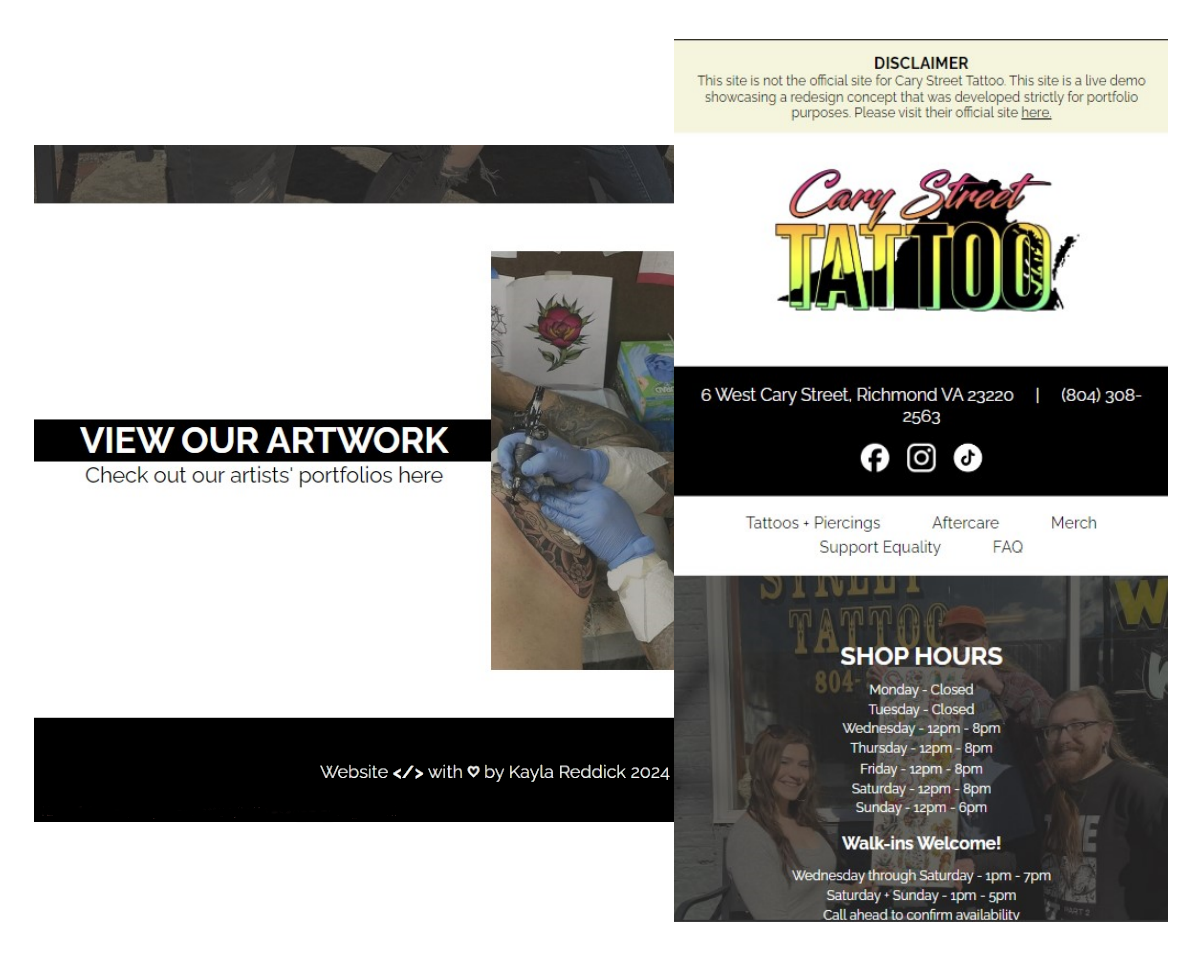 VIEW OUR ARTWORK
Check out our artists' portfolios here
Website </> with ♡ by Kayla Reddick 2024
DISCLAIMER
This site is not the official site for Cary Street Tattoo. This site is a live demo
showcasing a redesign concept that was developed strictly for portfolio
purposes. Please visit their official site here.
Cary Street
TATTOO
6 West Cary Street, Richmond VA 23220 | (804) 308-
2563
Tattoos + Piercings Aftercare Merch
Support Equality FAQ
STREET
TATTOO
804-
SHOP HOURS
Monday - Closed
Tuesday - Closed
Wednesday - 12pm - 8pm
Thursday - 12pm - 8pm
Friday - 12pm - 8pm
Saturday - 12pm - 8pm
Sunday - 12pm - 6pm
Walk-ins Welcome!
Wednesday through Saturday - 1pm - 7pm
Saturday + Sunday - 1pm - 5pm
Call ahead to confirm availability